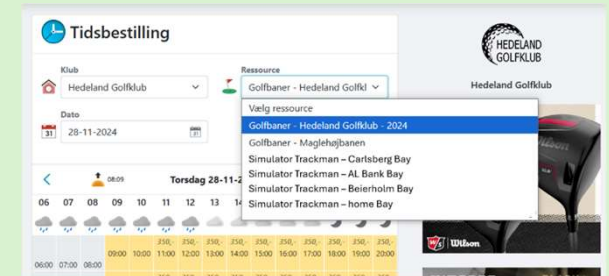 Tidsbestilling
Klub
Hedeland Golfklub
Ressource
Golfbaner - Hedeland Golfkl
Vælg ressource
Golfbaner - Hedeland Golfklub - 2024
Golfbaner - Maglehøjbanen
Simulator Trackman – Carlsberg Bay
Simulator Trackman – AL Bank Bay
Simulator Trackman – Beierholm Bay
Simulator Trackman – home Bay
Dato
31
28-11-2024
08:09
Torsdag 28-11-2
06 07 08 09 10 11 12 13
350,- 350,- 350,- 350,- 350,- 350,- 350,- 350,- 350,- 350,-
06:00 07:00 08:00 09:00 10:00 11:00 12:00 13:00 14:00 15:00 16:00 17:00 18:00 19:00 20:00
HEDELAND
GOLFKLUB
Hedeland Golfklub
Wilson